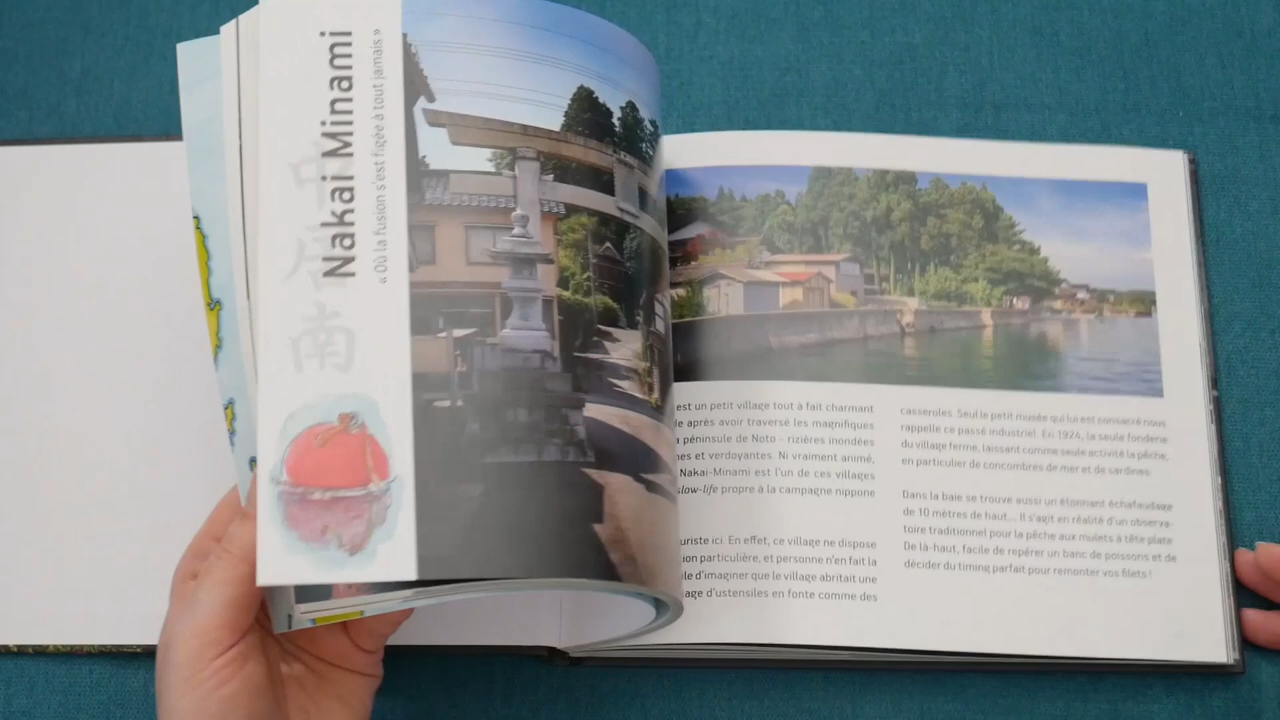 Nakai Minami
« Où la fusion s'est figée à tout jamais »
中居南
est un petit village tout à fait charmant
après avoir traversé les magnifiques
péninsule de Noto - rizières inondées
et verdoyantes. Ni vraiment animé,
Nakai-Minami est l'un de ces villages
slow-life propre à la campagne nippone
ici. En effet, ce village ne dispose
particulière, et personne n'en fait la
d'imaginer que le village abritait une
d'ustensiles en fonte comme des
casseroles. Seul le petit musée qui lui est consacré nous
rappelle ce passé industriel. En 1924, la seule fonderie
du village ferme, laissant comme seule activité la pêche,
en particulier de concombres de mer et de sardines.
Dans la baie se trouve aussi un étonnant échafaudage
de 10 mètres de haut... Il s'agit en réalité d'un observa-
toire traditionnel pour la pêche aux mulets à tête plate.
De là-haut, facile de repérer un banc de poissons et de
décider du timing parfait pour remonter vos filets !